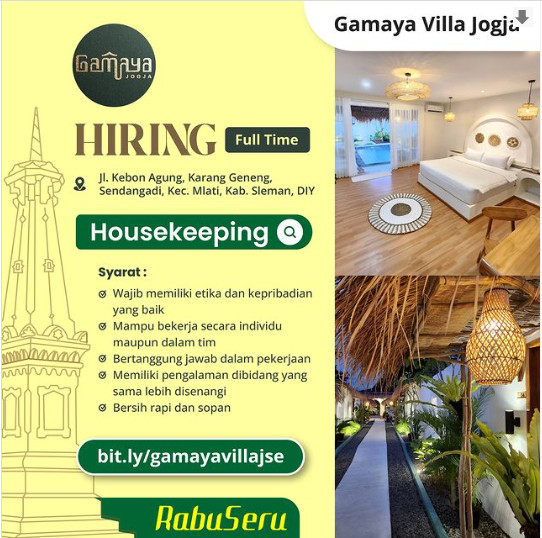 Gamaya Villa Jogja
Gamaya
JOGJA
HIRING
Full Time
Jl. Kebon Agung, Karang Geneng,
Sendangadi, Kec. Mlati, Kab. Sleman, DIY
Housekeeping
Syarat :
Wajib memiliki etika dan kepribadian
yang baik
Mampu bekerja secara individu
maupun dalam tim
Bertanggung jawab dalam pekerjaan
Memiliki pengalaman dibidang yang
sama lebih disenangi
Bersih rapi dan sopan
bit.ly/gamayavillajse
RabuSeru